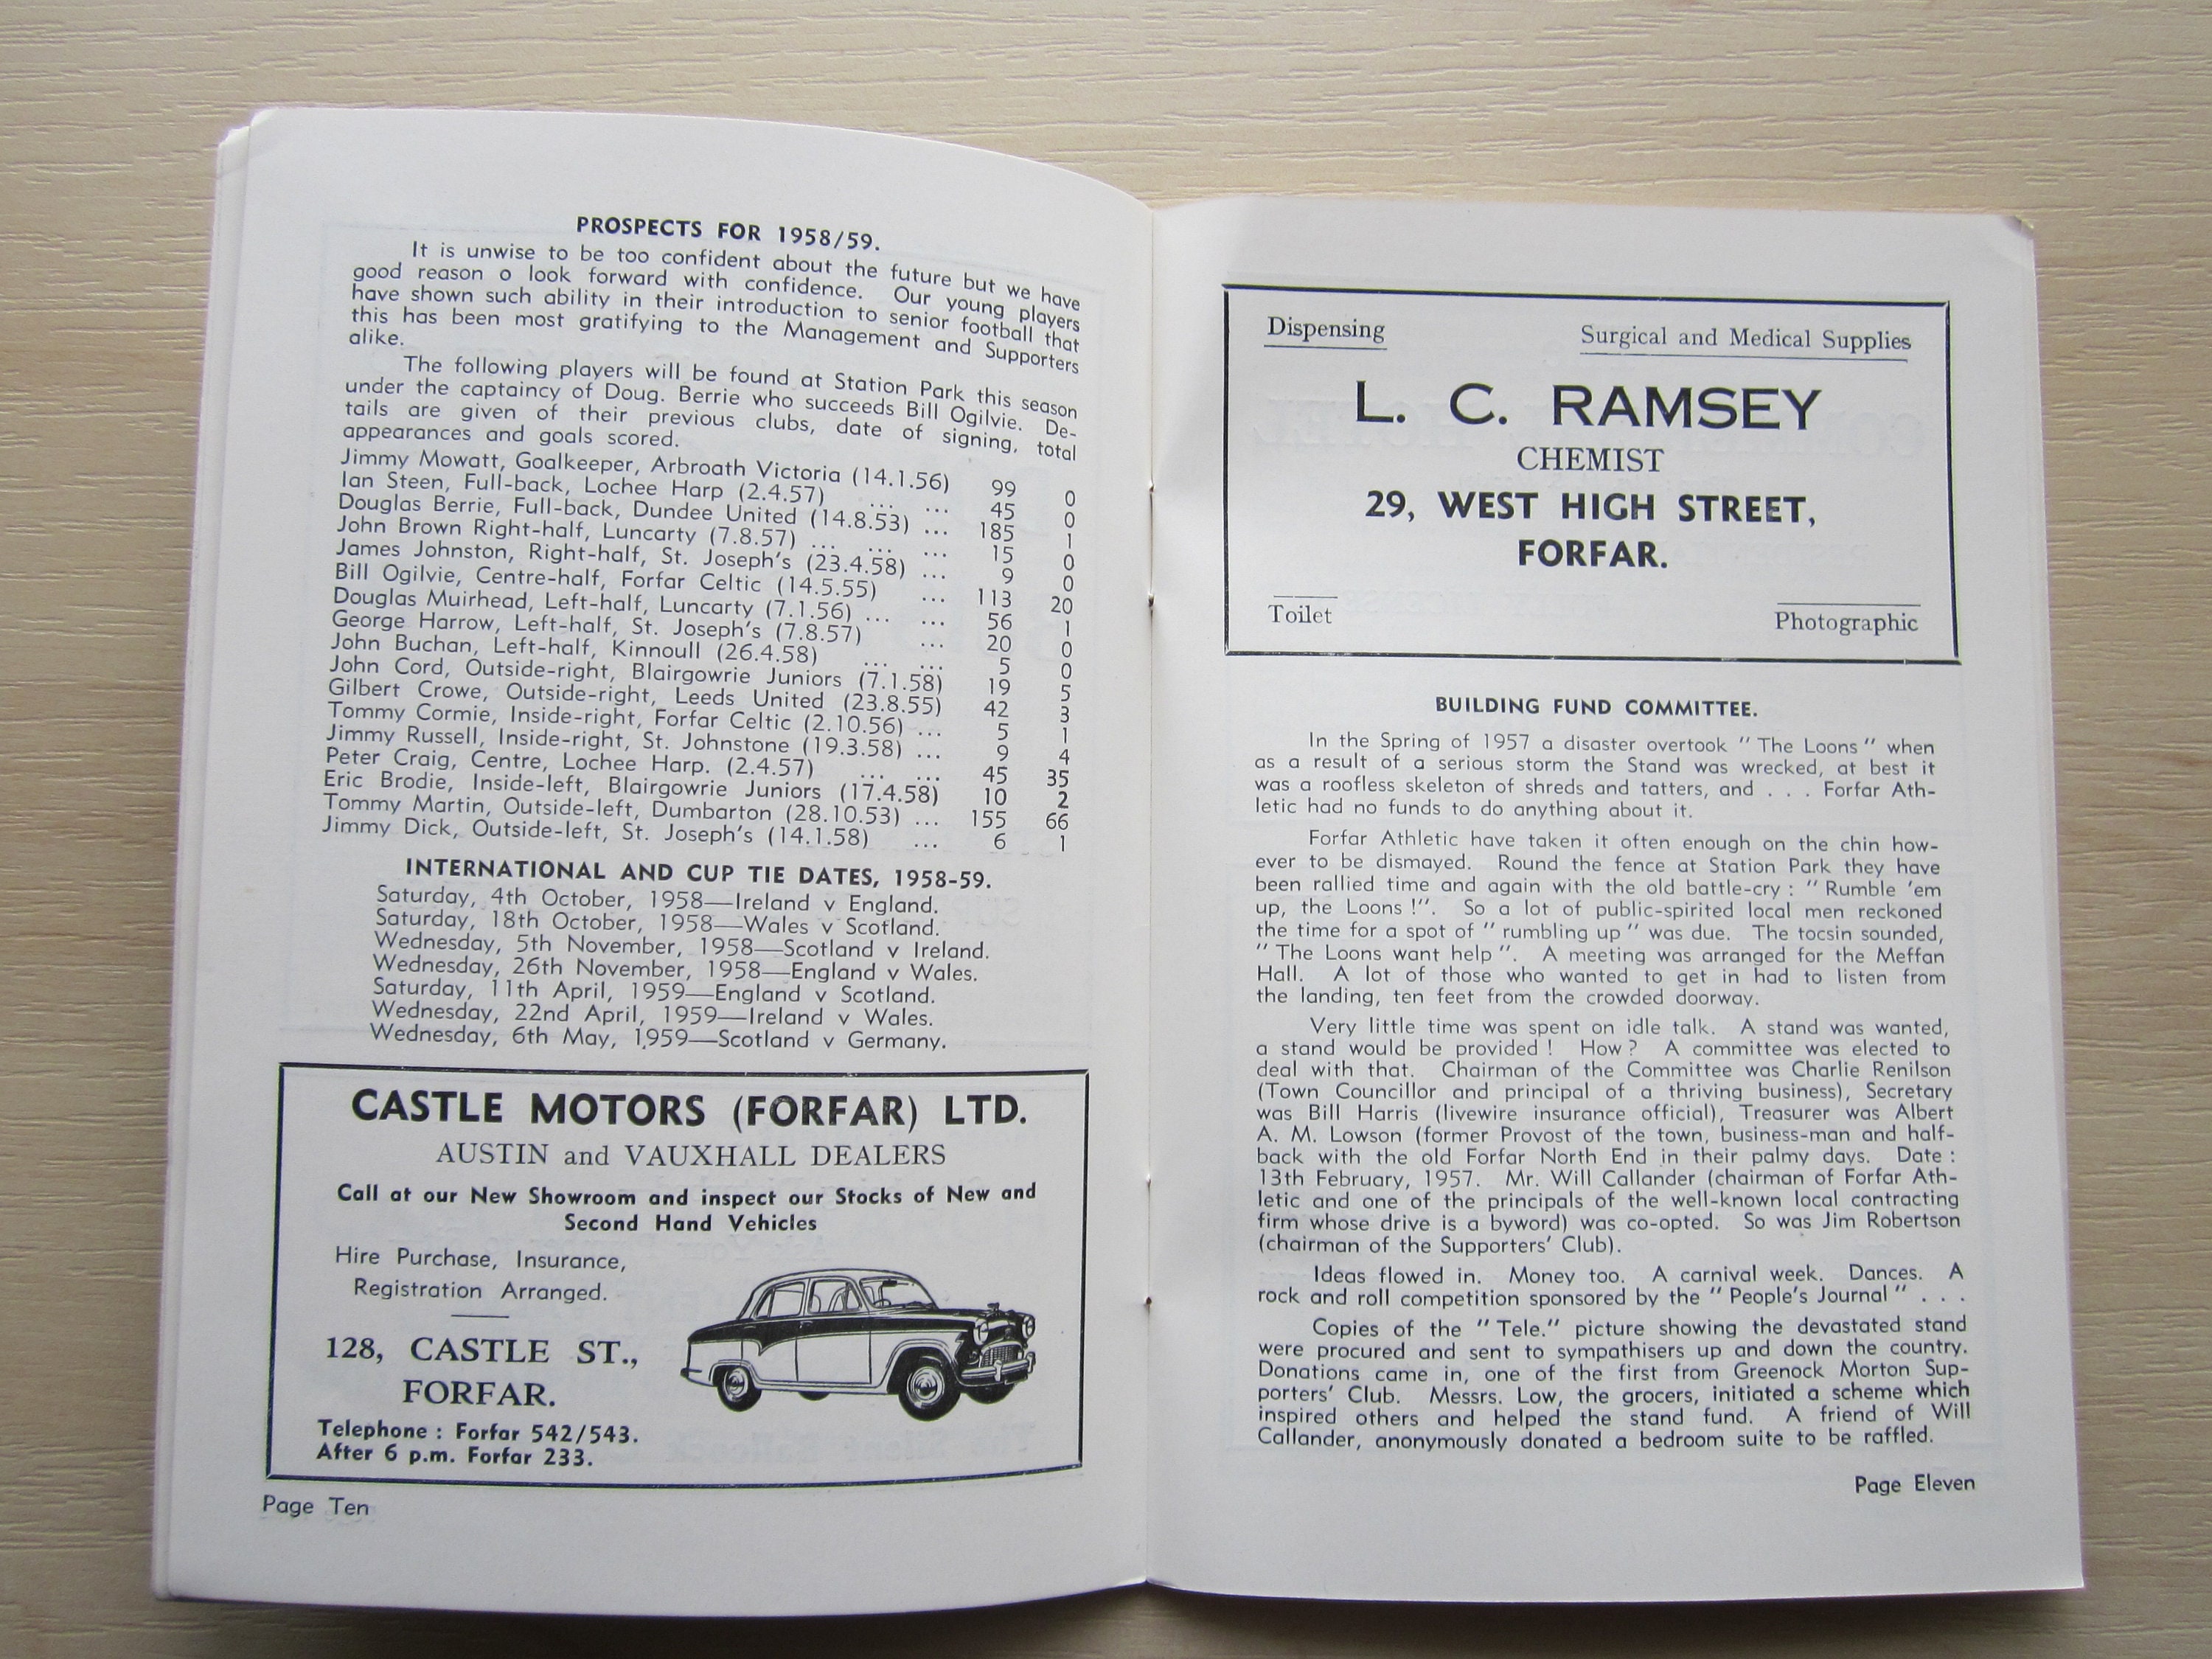 PROSPECTS FOR 1958/59.
It is unwise to be too confident about the future but we have
good reason o look forward with confidence. Our young players
have shown such ability in their introduction to senior football that
this has been most gratifying to the Management and Supporters
alike.
The following players will be found at Station Park this season
under the captaincy of Doug. Berrie who succeeds Bill Ogilvie. De-
tails are given of their previous clubs, date of signing, total
appearances and goals scored.
Jimmy Mowatt, Goalkeeper, Arbroath Victoria (14.1.56) 99 0
Ian Steen, Full-back, Lochee Harp (2.4.57) ... ... 45 0
Douglas Berrie, Full-back, Dundee United (14.8.53) ... 185 1
John Brown Right-half, Luncarty (7.8.57) ... ... ... 15 0
James Johnston, Right-half, St. Joseph's (23.4.58) ... 9 0
Bill Ogilvie, Centre-half, Forfar Celtic (14.5.55) ... 113 20
Douglas Muirhead, Left-half, Luncarty (7.1.56) ... ... 56 1
George Harrow, Left-half, St. Joseph's (7.8.57) ... 20 0
John Buchan, Left-half, Kinnoull (26.4.58) ... ... 5 0
John Cord, Outside-right, Blairgowrie Juniors (7.1.58) 19 5
Gilbert Crowe, Outside-right, Leeds United (23.8.55) 42 3
Tommy Cormie, Inside-right, Forfar Celtic (2.10.56) ... 5 1
Jimmy Russell, Inside-right, St. Johnstone (19.3.58) ... 9 4
Peter Craig, Centre, Lochee Harp. (2.4.57) ... ... 45 35
Eric Brodie, Inside-left, Blairgowrie Juniors (17.4.58) 10 2
Tommy Martin, Outside-left, Dumbarton (28.10.53) ... 155 66
Jimmy Dick, Outside-left, St. Joseph's (14.1.58) ... 6 1
INTERNATIONAL AND CUP TIE DATES, 1958-59.
Saturday, 4th October, 1958—Ireland v England.
Saturday, 18th October, 1958—Wales v Scotland.
Wednesday, 5th November, 1958—Scotland v Ireland.
Wednesday, 26th November, 1958—England v Wales.
Saturday, 11th April, 1959—England v Scotland.
Wednesday, 22nd April, 1959—Ireland v Wales.
Wednesday, 6th May, 1959—Scotland v Germany.
CASTLE MOTORS (FORFAR) LTD.
AUSTIN and VAUXHALL DEALERS
Call at our New Showroom and inspect our Stocks of New and
Second Hand Vehicles
Hire Purchase, Insurance,
Registration Arranged.
128, CASTLE ST.,
FORFAR.
Telephone : Forfar 542/543.
After 6 p.m. Forfar 233.
Page Ten
Dispensing Surgical and Medical Supplies
L. C. RAMSEY
CHEMIST
29, WEST HIGH STREET,
FORFAR.
Toilet Photographic
BUILDING FUND COMMITTEE.
In the Spring of 1957 a disaster overtook "The Loons" when
as a result of a serious storm the Stand was wrecked, at best it
was a roofless skeleton of shreds and tatters, and . . . Forfar Ath-
letic had no funds to do anything about it.
Forfar Athletic have taken it often enough on the chin how-
ever to be dismayed. Round the fence at Station Park they have
been rallied time and again with the old battle-cry : "Rumble 'em
up, the Loons !". So a lot of public-spirited local men reckoned
the time for a spot of "rumbling up" was due. The tocsin sounded,
"The Loons want help". A meeting was arranged for the Meffan
Hall. A lot of those who wanted to get in had to listen from
the landing, ten feet from the crowded doorway.
Very little time was spent on idle talk. A stand was wanted,
a stand would be provided ! How ? A committee was elected to
deal with that. Chairman of the Committee was Charlie Renilson
(Town Councillor and principal of a thriving business), Secretary
was Bill Harris (livewire insurance official), Treasurer was Albert
A. M. Lowson (former Provost of the town, business-man and half-
back with the old Forfar North End in their palmy days. Date :
13th February, 1957. Mr. Will Callander (chairman of Forfar Ath-
letic and one of the principals of the well-known local contracting
firm whose drive is a byword) was co-opted. So was Jim Robertson
(chairman of the Supporters' Club).
Ideas flowed in. Money too. A carnival week. Dances. A
rock and roll competition sponsored by the "People's Journal" . . .
Copies of the "Tele." picture showing the devastated stand
were procured and sent to sympathisers up and down the country.
Donations came in, one of the first from Greenock Morton Sup-
porters' Club. Messrs. Low, the grocers, initiated a scheme which
inspired others and helped the stand fund. A friend of Will
Callander, anonymously donated a bedroom suite to be raffled.
Page Eleven